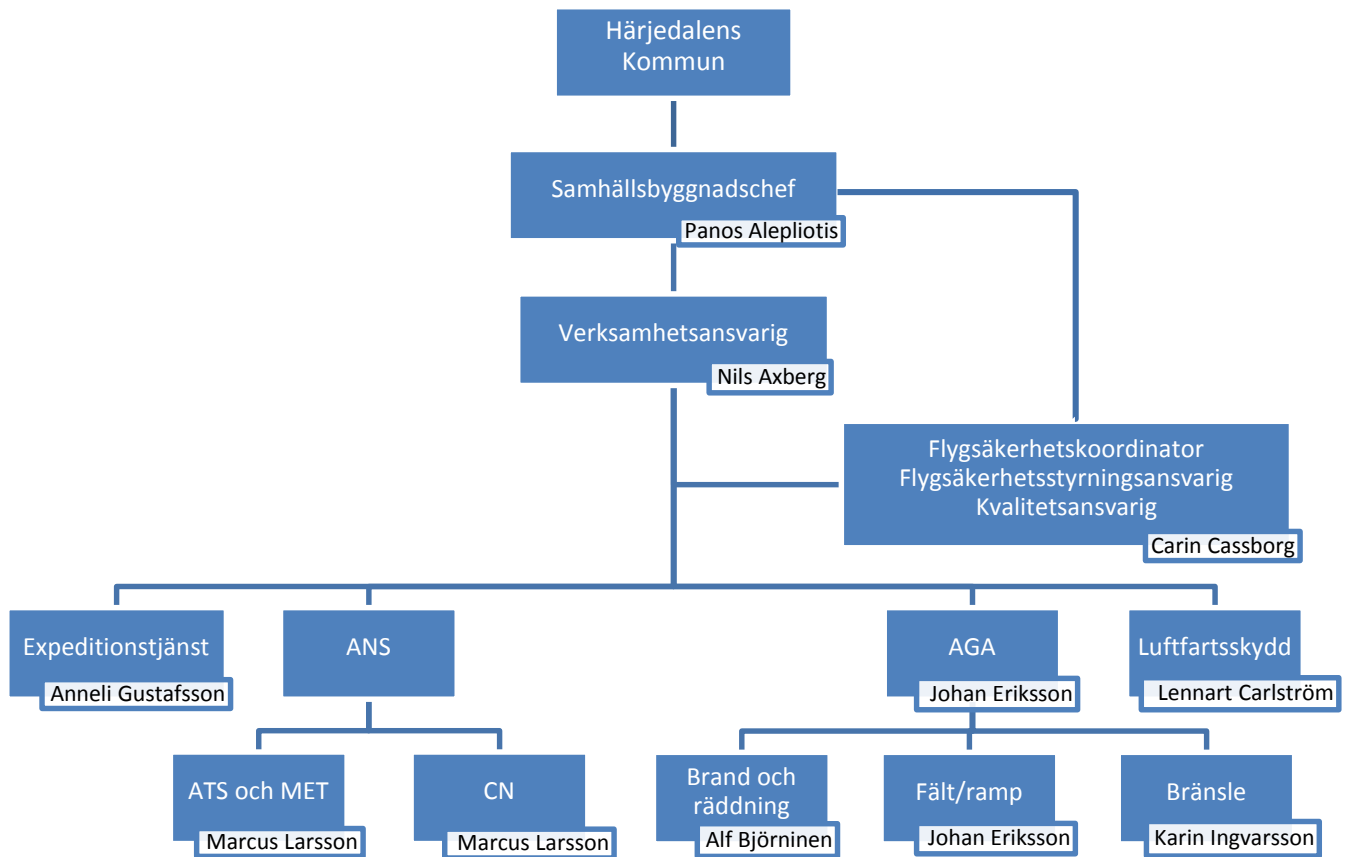 Härjedalens
Kommun
Samhällsbyggnadschef
Panos Alepliotis
Verksamhetsansvarig
Nils Axberg
Flygsäkerhetskoordinator
Flygsäkerhetsstyrningsansvarig
Kvalitetsansvarig
Carin Cassborg
Expeditionstjänst
Anneli Gustafsson
ANS
AGA
Johan Eriksson
Luftfartsskydd
Lennart Carlström
ATS och MET
Marcus Larsson
CN
Marcus Larsson
Brand och
räddning
Alf Björninen
Fält/ramp
Johan Eriksson
Bränsle
Karin Ingvarsson